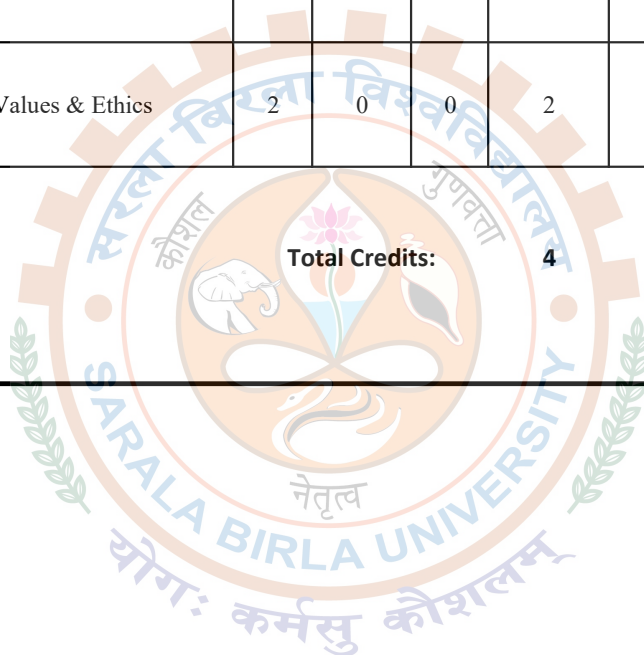 Values & Ethics 2 0 0 2
Total Credits: 4
सरला बिरला विश्वविद्यालय
कौशल
गुणवत्ता
नेतृत्व
SARALA BIRLA UNIVERSITY
योग: कर्मसु कौशलम्